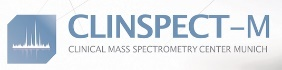 CLINSPECT-M
CLINICAL MASS SPECTROMETRY CENTER MUNICH